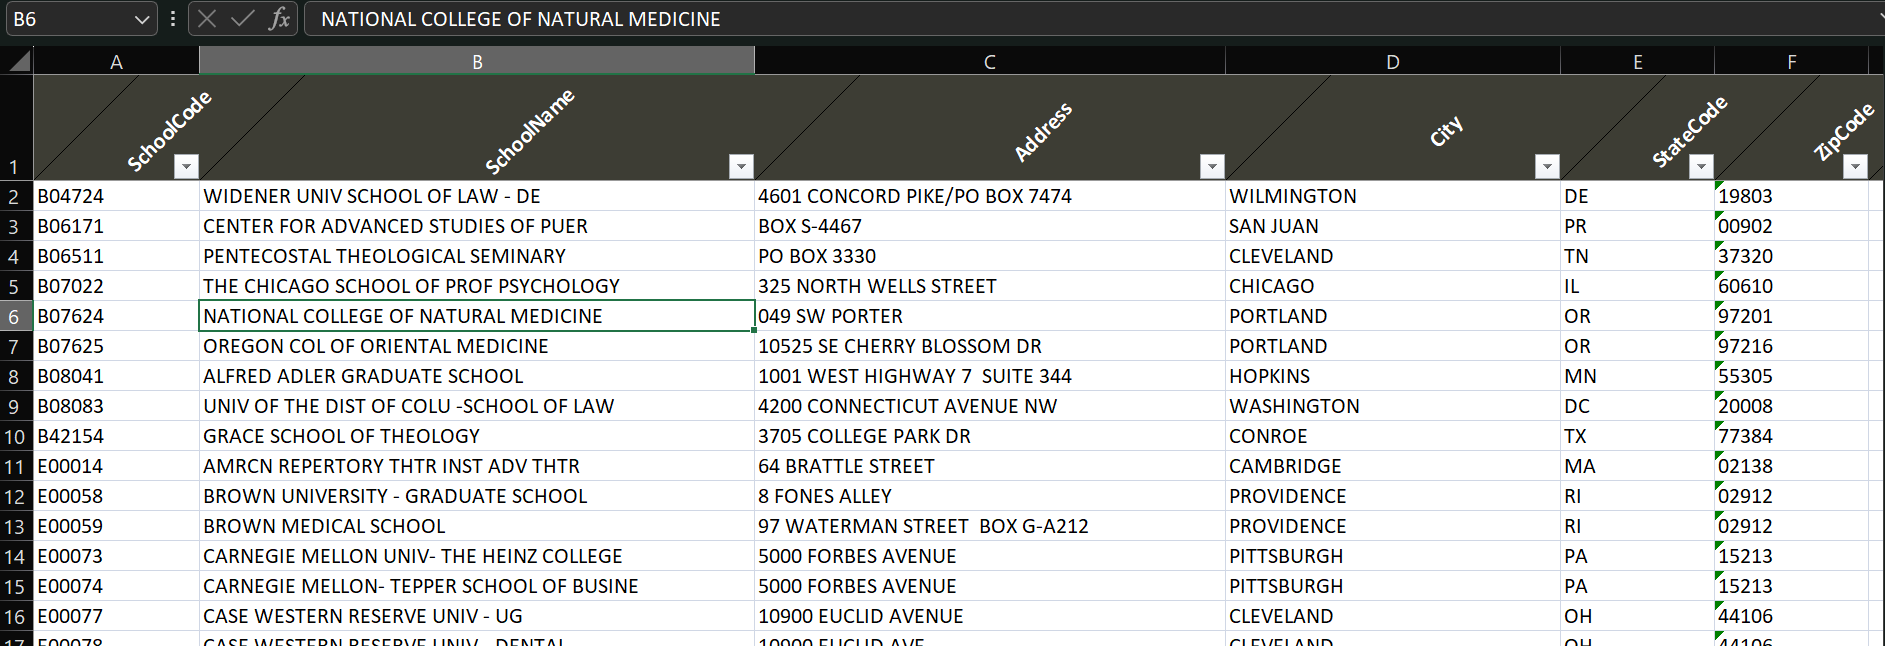 B6 fx NATIONAL COLLEGE OF NATURAL MEDICINE
A B C D E F
1 SchoolCode SchoolName Address City StateCode ZipCode
2 B04724 WIDENER UNIV SCHOOL OF LAW - DE 4601 CONCORD PIKE/PO BOX 7474 WILMINGTON DE 19803
3 B06171 CENTER FOR ADVANCED STUDIES OF PUER BOX S-4467 SAN JUAN PR 00902
4 B06511 PENTECOSTAL THEOLOGICAL SEMINARY PO BOX 3330 CLEVELAND TN 37320
5 B07022 THE CHICAGO SCHOOL OF PROF PSYCHOLOGY 325 NORTH WELLS STREET CHICAGO IL 60610
6 B07624 NATIONAL COLLEGE OF NATURAL MEDICINE 049 SW PORTER PORTLAND OR 97201
7 B07625 OREGON COL OF ORIENTAL MEDICINE 10525 SE CHERRY BLOSSOM DR PORTLAND OR 97216
8 B08041 ALFRED ADLER GRADUATE SCHOOL 1001 WEST HIGHWAY 7  SUITE 344 HOPKINS MN 55305
9 B08083 UNIV OF THE DIST OF COLU -SCHOOL OF LAW 4200 CONNECTICUT AVENUE NW WASHINGTON DC 20008
10 B42154 GRACE SCHOOL OF THEOLOGY 3705 COLLEGE PARK DR CONROE TX 77384
11 E00014 AMRCN REPERTORY THTR INST ADV THTR 64 BRATTLE STREET CAMBRIDGE MA 02138
12 E00058 BROWN UNIVERSITY - GRADUATE SCHOOL 8 FONES ALLEY PROVIDENCE RI 02912
13 E00059 BROWN MEDICAL SCHOOL 97 WATERMAN STREET  BOX G-A212 PROVIDENCE RI 02912
14 E00073 CARNEGIE MELLON UNIV- THE HEINZ COLLEGE 5000 FORBES AVENUE PITTSBURGH PA 15213
15 E00074 CARNEGIE MELLON- TEPPER SCHOOL OF BUSINE 5000 FORBES AVENUE PITTSBURGH PA 15213
16 E00077 CASE WESTERN RESERVE UNIV - UG 10900 EUCLID AVENUE CLEVELAND OH 44106
17 E00078 CASE WESTERN RESERVE UNIV - DENTAL 10900 EUCLID AVE CLEVELAND OH 44106